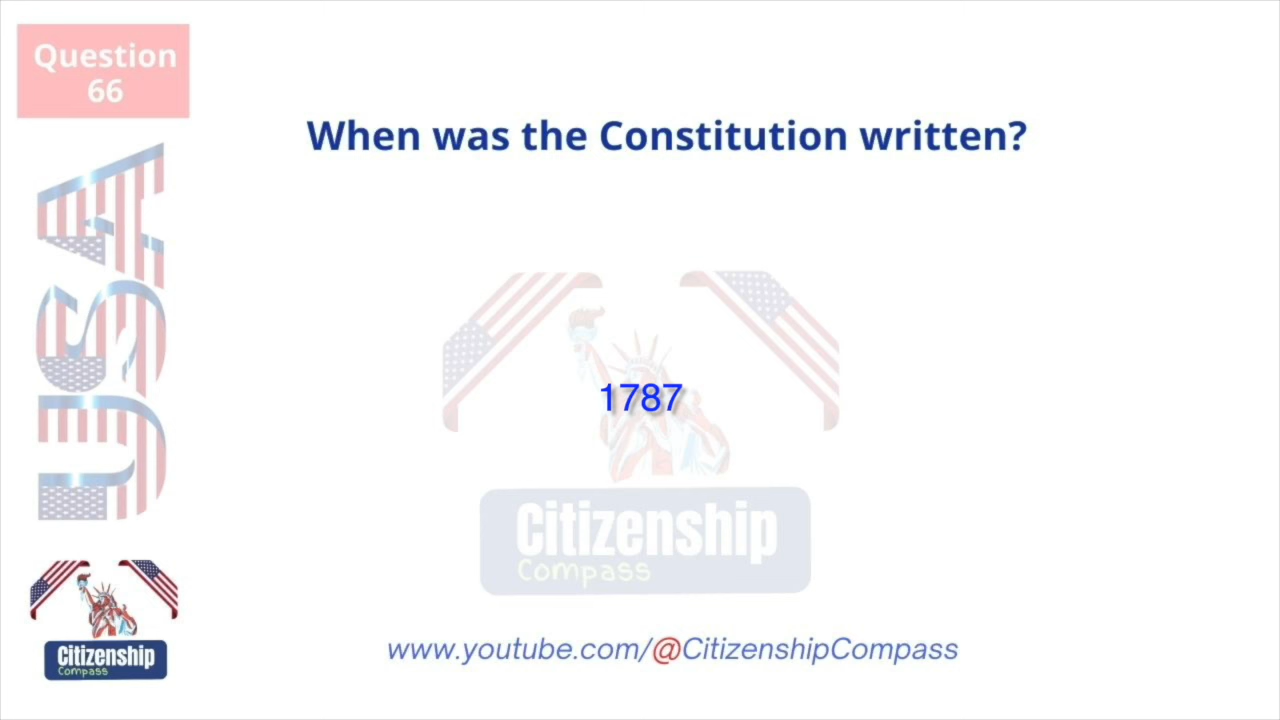 Question
66
When was the Constitution written?
USA
1787
Citizenship
Compass
www.youtube.com/@CitizenshipCompass
Citizenship
Compass